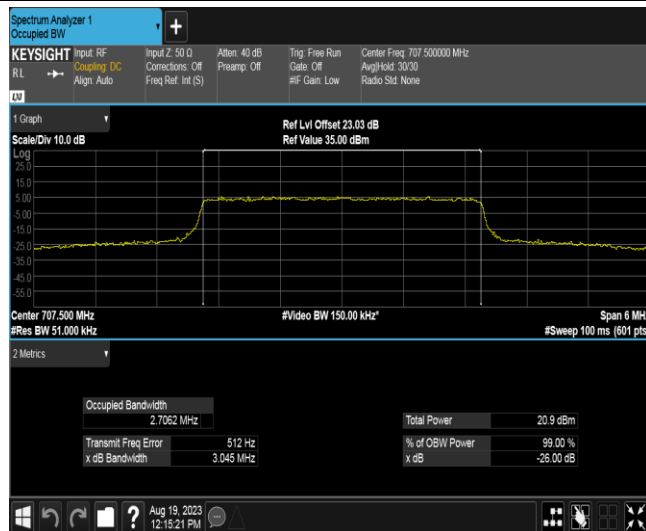 Spectrum Analyzer 1
Occupied BW
+
KEYSIGHT
RL
LXI
Input: RF
Coupling: DC
Align: Auto
Input Z: 50 Ω
Corrections: Off
Freq Ref: Int (S)
Atten: 40 dB
Preamp: Off
Trig: Free Run
Gate: Off
#IF Gain: Low
Center Freq: 707.500000 MHz
Avg|Hold: 30/30
Radio Std: None
1 Graph
Scale/Div 10.0 dB
Ref Lvl Offset 23.03 dB
Ref Value 35.00 dBm
Log
25.0
15.0
5.00
-5.00
-15.0
-25.0
-35.0
-45.0
-55.0
Center 707.500 MHz
#Video BW 150.00 kHz*
Span 6 MH
#Res BW 51.000 kHz
#Sweep 100 ms (601 pts
2 Metrics
Occupied Bandwidth
2.7062 MHz
Total Power 20.9 dBm
Transmit Freq Error 512 Hz
% of OBW Power 99.00 %
x dB Bandwidth 3.045 MHz
x dB -26.00 dB
?
Aug 19, 2023
12:15:21 PM